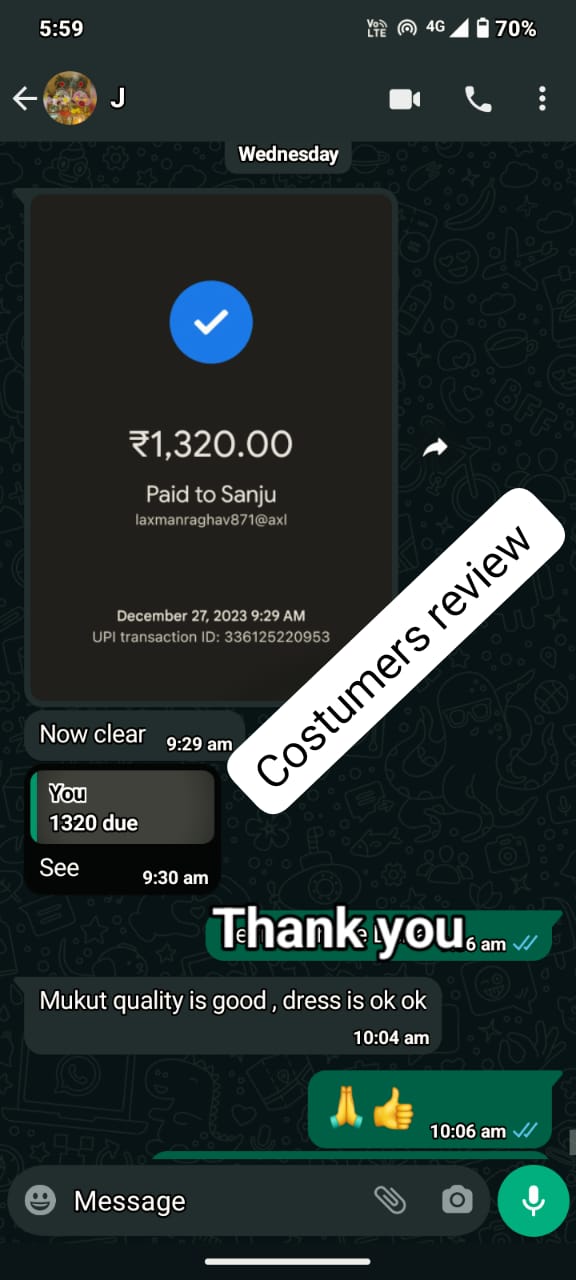 5:59
Vo)) LTE
4G
70%
J
Wednesday
₹1,320.00
Paid to Sanju
laxmanraghav871@axl
December 27, 2023 9:29 AM
UPI transaction ID: 336125220953
Costumers review
Now clear
9:29 am
You
1320 due
See
9:30 am
Thank you
6 am
Mukut quality is good , dress is ok ok
10:04 am
10:06 am
Message